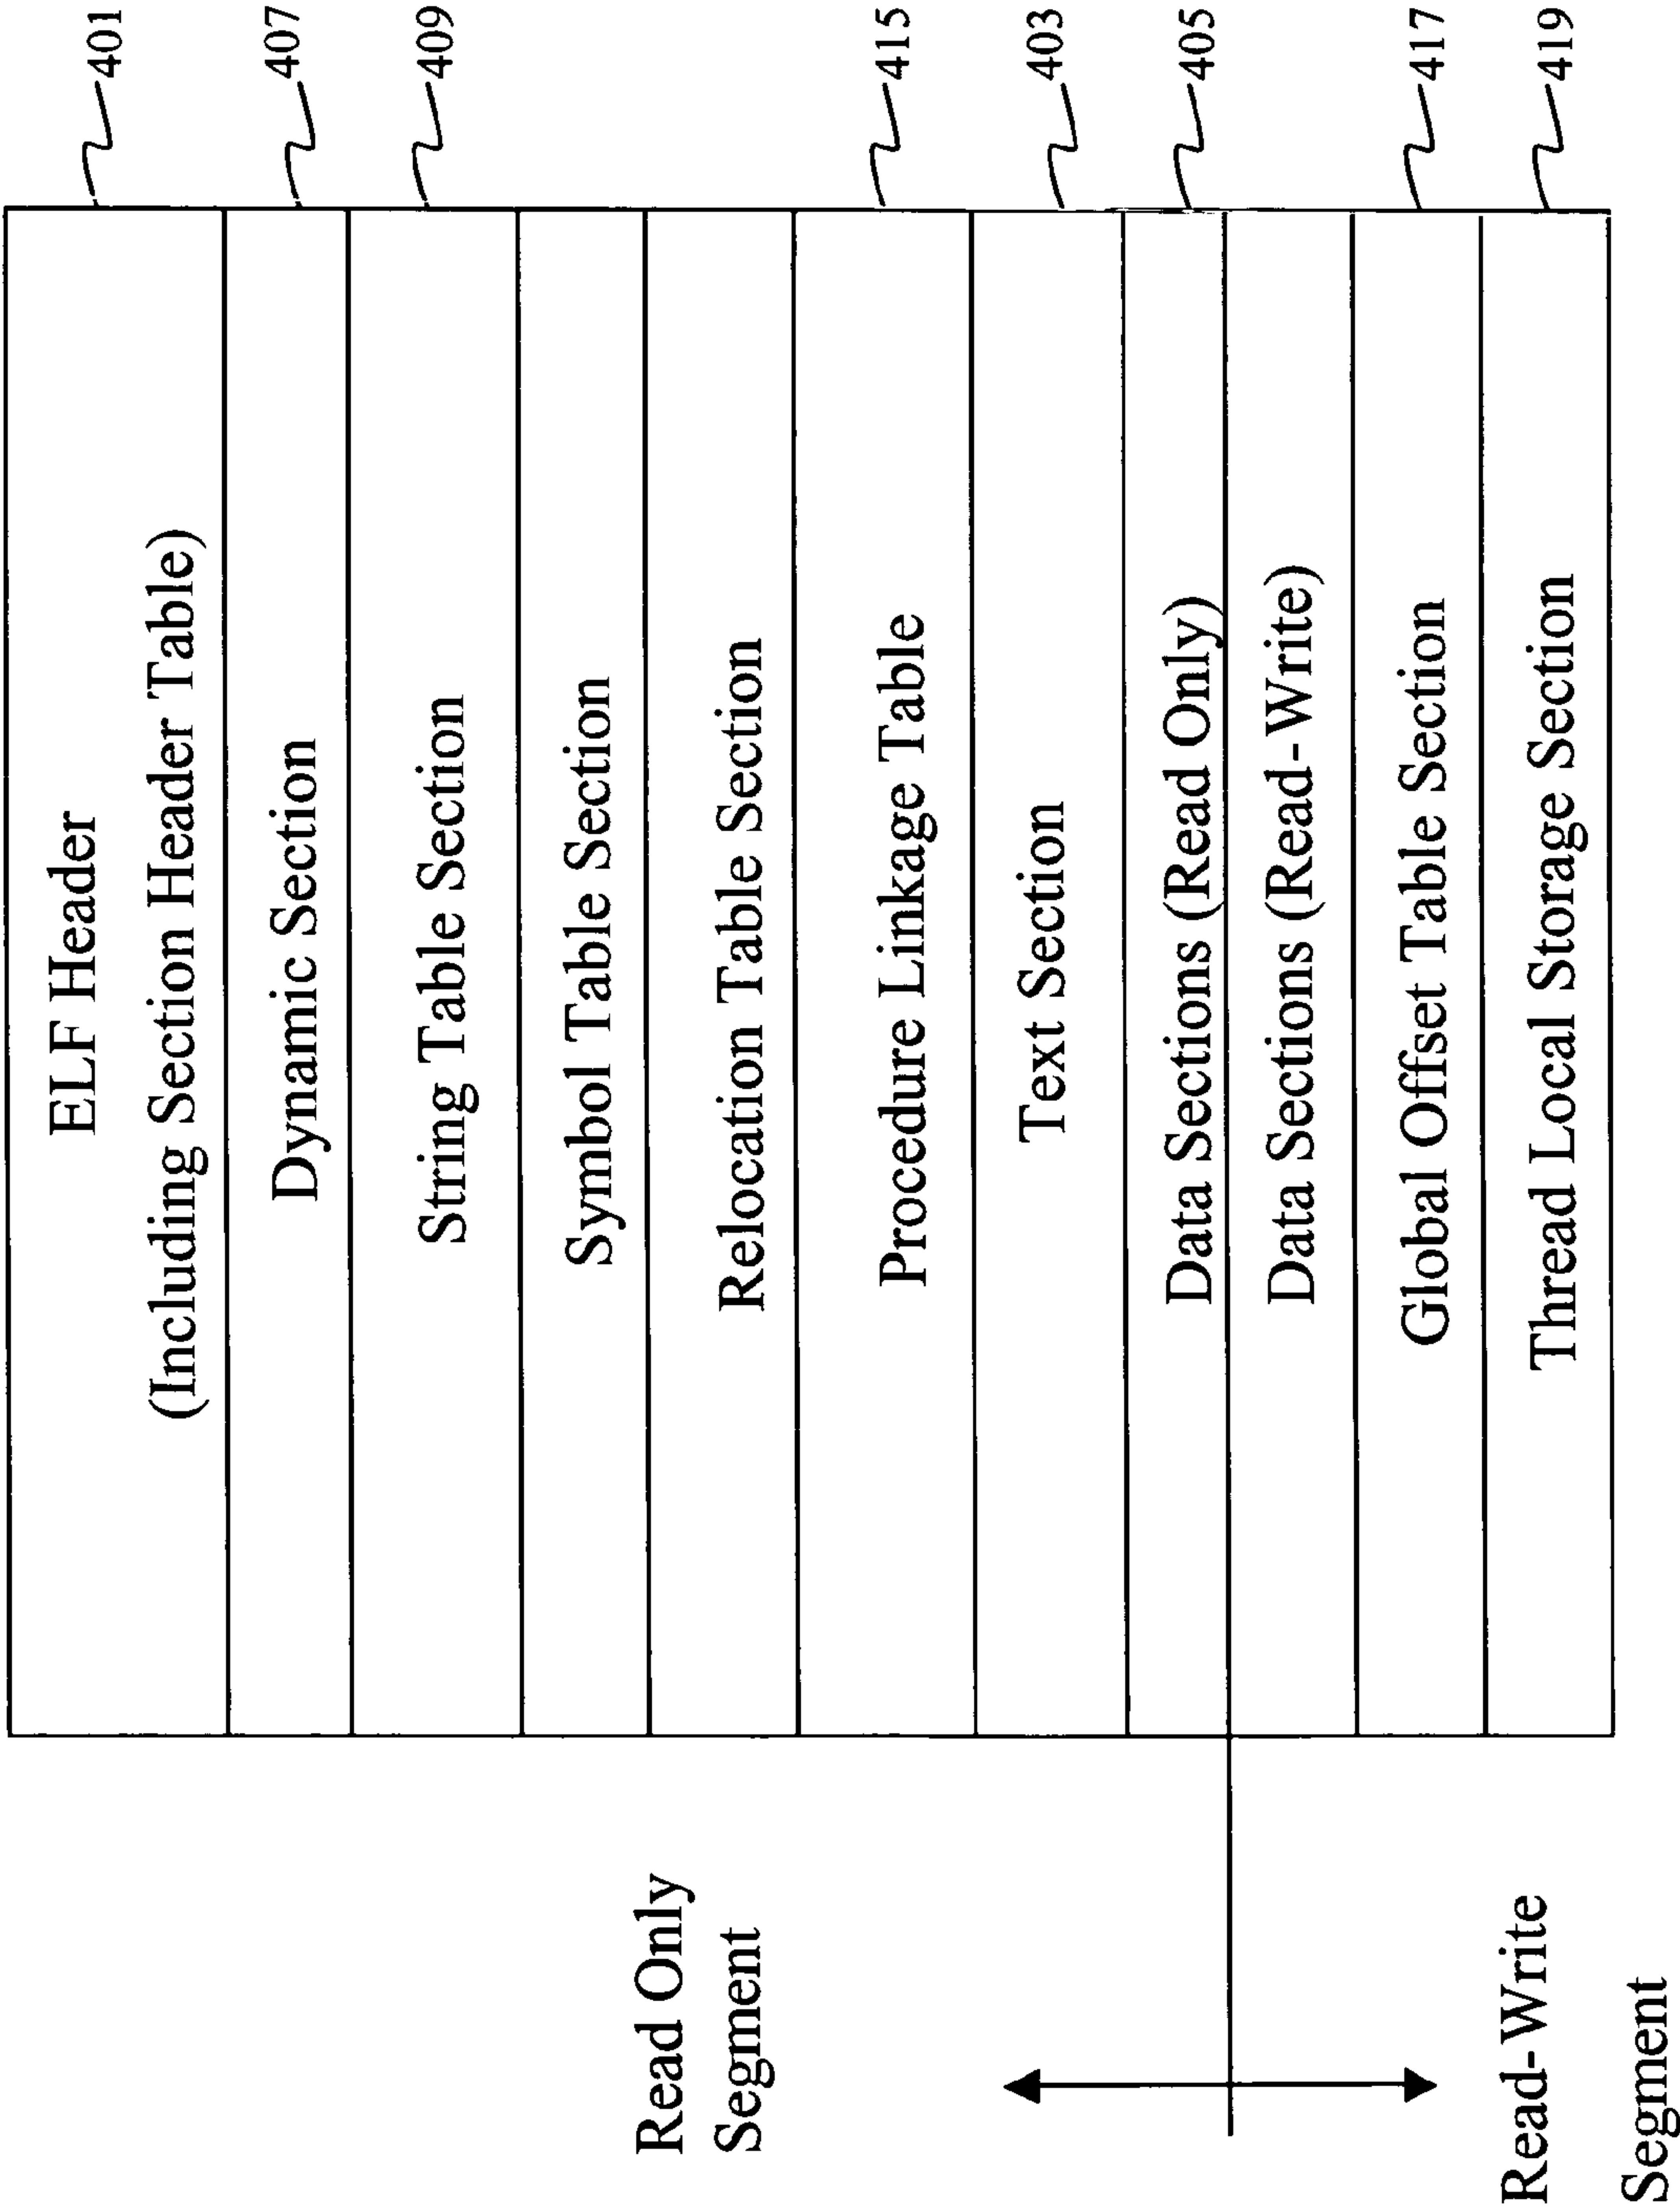 ELF Header
(Including Section Header Table)
401
Dynamic Section
407
String Table Section
409
Symbol Table Section
Relocation Table Section
Procedure Linkage Table
415
Text Section
403
Data Sections (Read Only)
405
Data Sections (Read-Write)
Global Offset Table Section
417
Thread Local Storage Section
419
Read Only
Segment
Read-Write
Segment